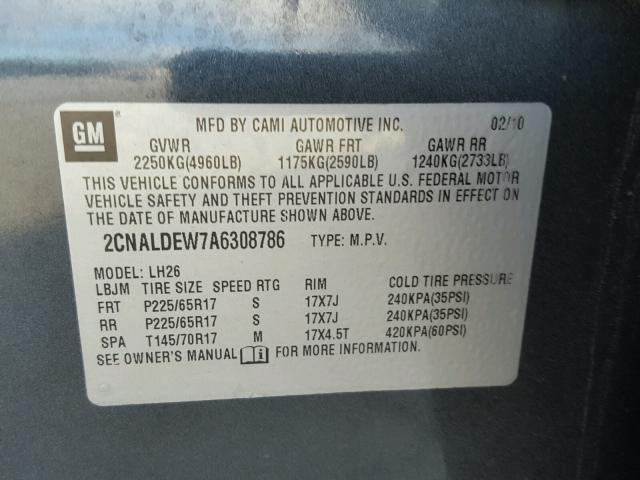 GM
MFD BY CAMI AUTOMOTIVE INC. 02/10
GVWR GAWR FRT GAWR RR
2250KG(4960LB) 1175KG(2590LB) 1240KG(2733LB)
THIS VEHICLE CONFORMS TO ALL APPLICABLE U.S. FEDERAL MOTOR
VEHICLE SAFETY AND THEFT PREVENTION STANDARDS IN EFFECT ON
THE DATE OF MANUFACTURE SHOWN ABOVE.
2CNALDEW7A6308786 TYPE: M.P.V.
MODEL: LH26
LBJM TIRE SIZE SPEED RTG RIM COLD TIRE PRESSURE
FRT P225/65R17 S 17X7J 240KPA(35PSI)
RR P225/65R17 S 17X7J 240KPA(35PSI)
SPA T145/70R17 M 17X4.5T 420KPA(60PSI)
SEE OWNER'S MANUAL FOR MORE INFORMATION.